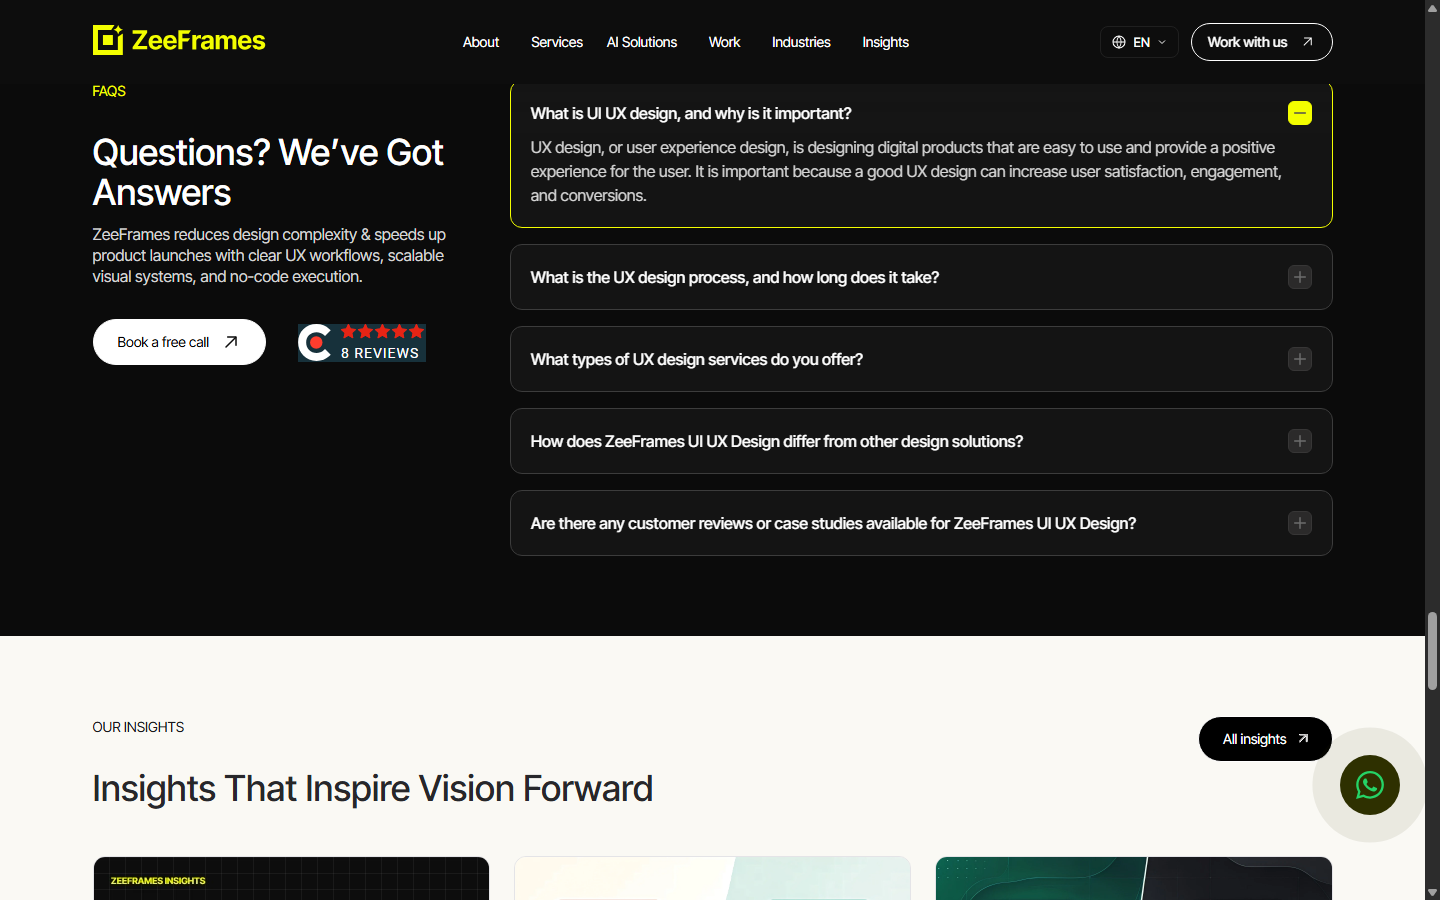 ZeeFrames
About
Services
AI Solutions
Work
Industries
Insights
EN
Work with us
FAQS
Questions? We’ve Got
Answers
ZeeFrames reduces design complexity & speeds up
product launches with clear UX workflows, scalable
visual systems, and no-code execution.
Book a free call
8 REVIEWS
What is UI UX design, and why is it important?
UX design, or user experience design, is designing digital products that are easy to use and provide a positive
experience for the user. It is important because a good UX design can increase user satisfaction, engagement,
and conversions.
What is the UX design process, and how long does it take?
What types of UX design services do you offer?
How does ZeeFrames UI UX Design differ from other design solutions?
Are there any customer reviews or case studies available for ZeeFrames UI UX Design?
OUR INSIGHTS
All insights
Insights That Inspire Vision Forward
ZEEFRAMES INSIGHTS